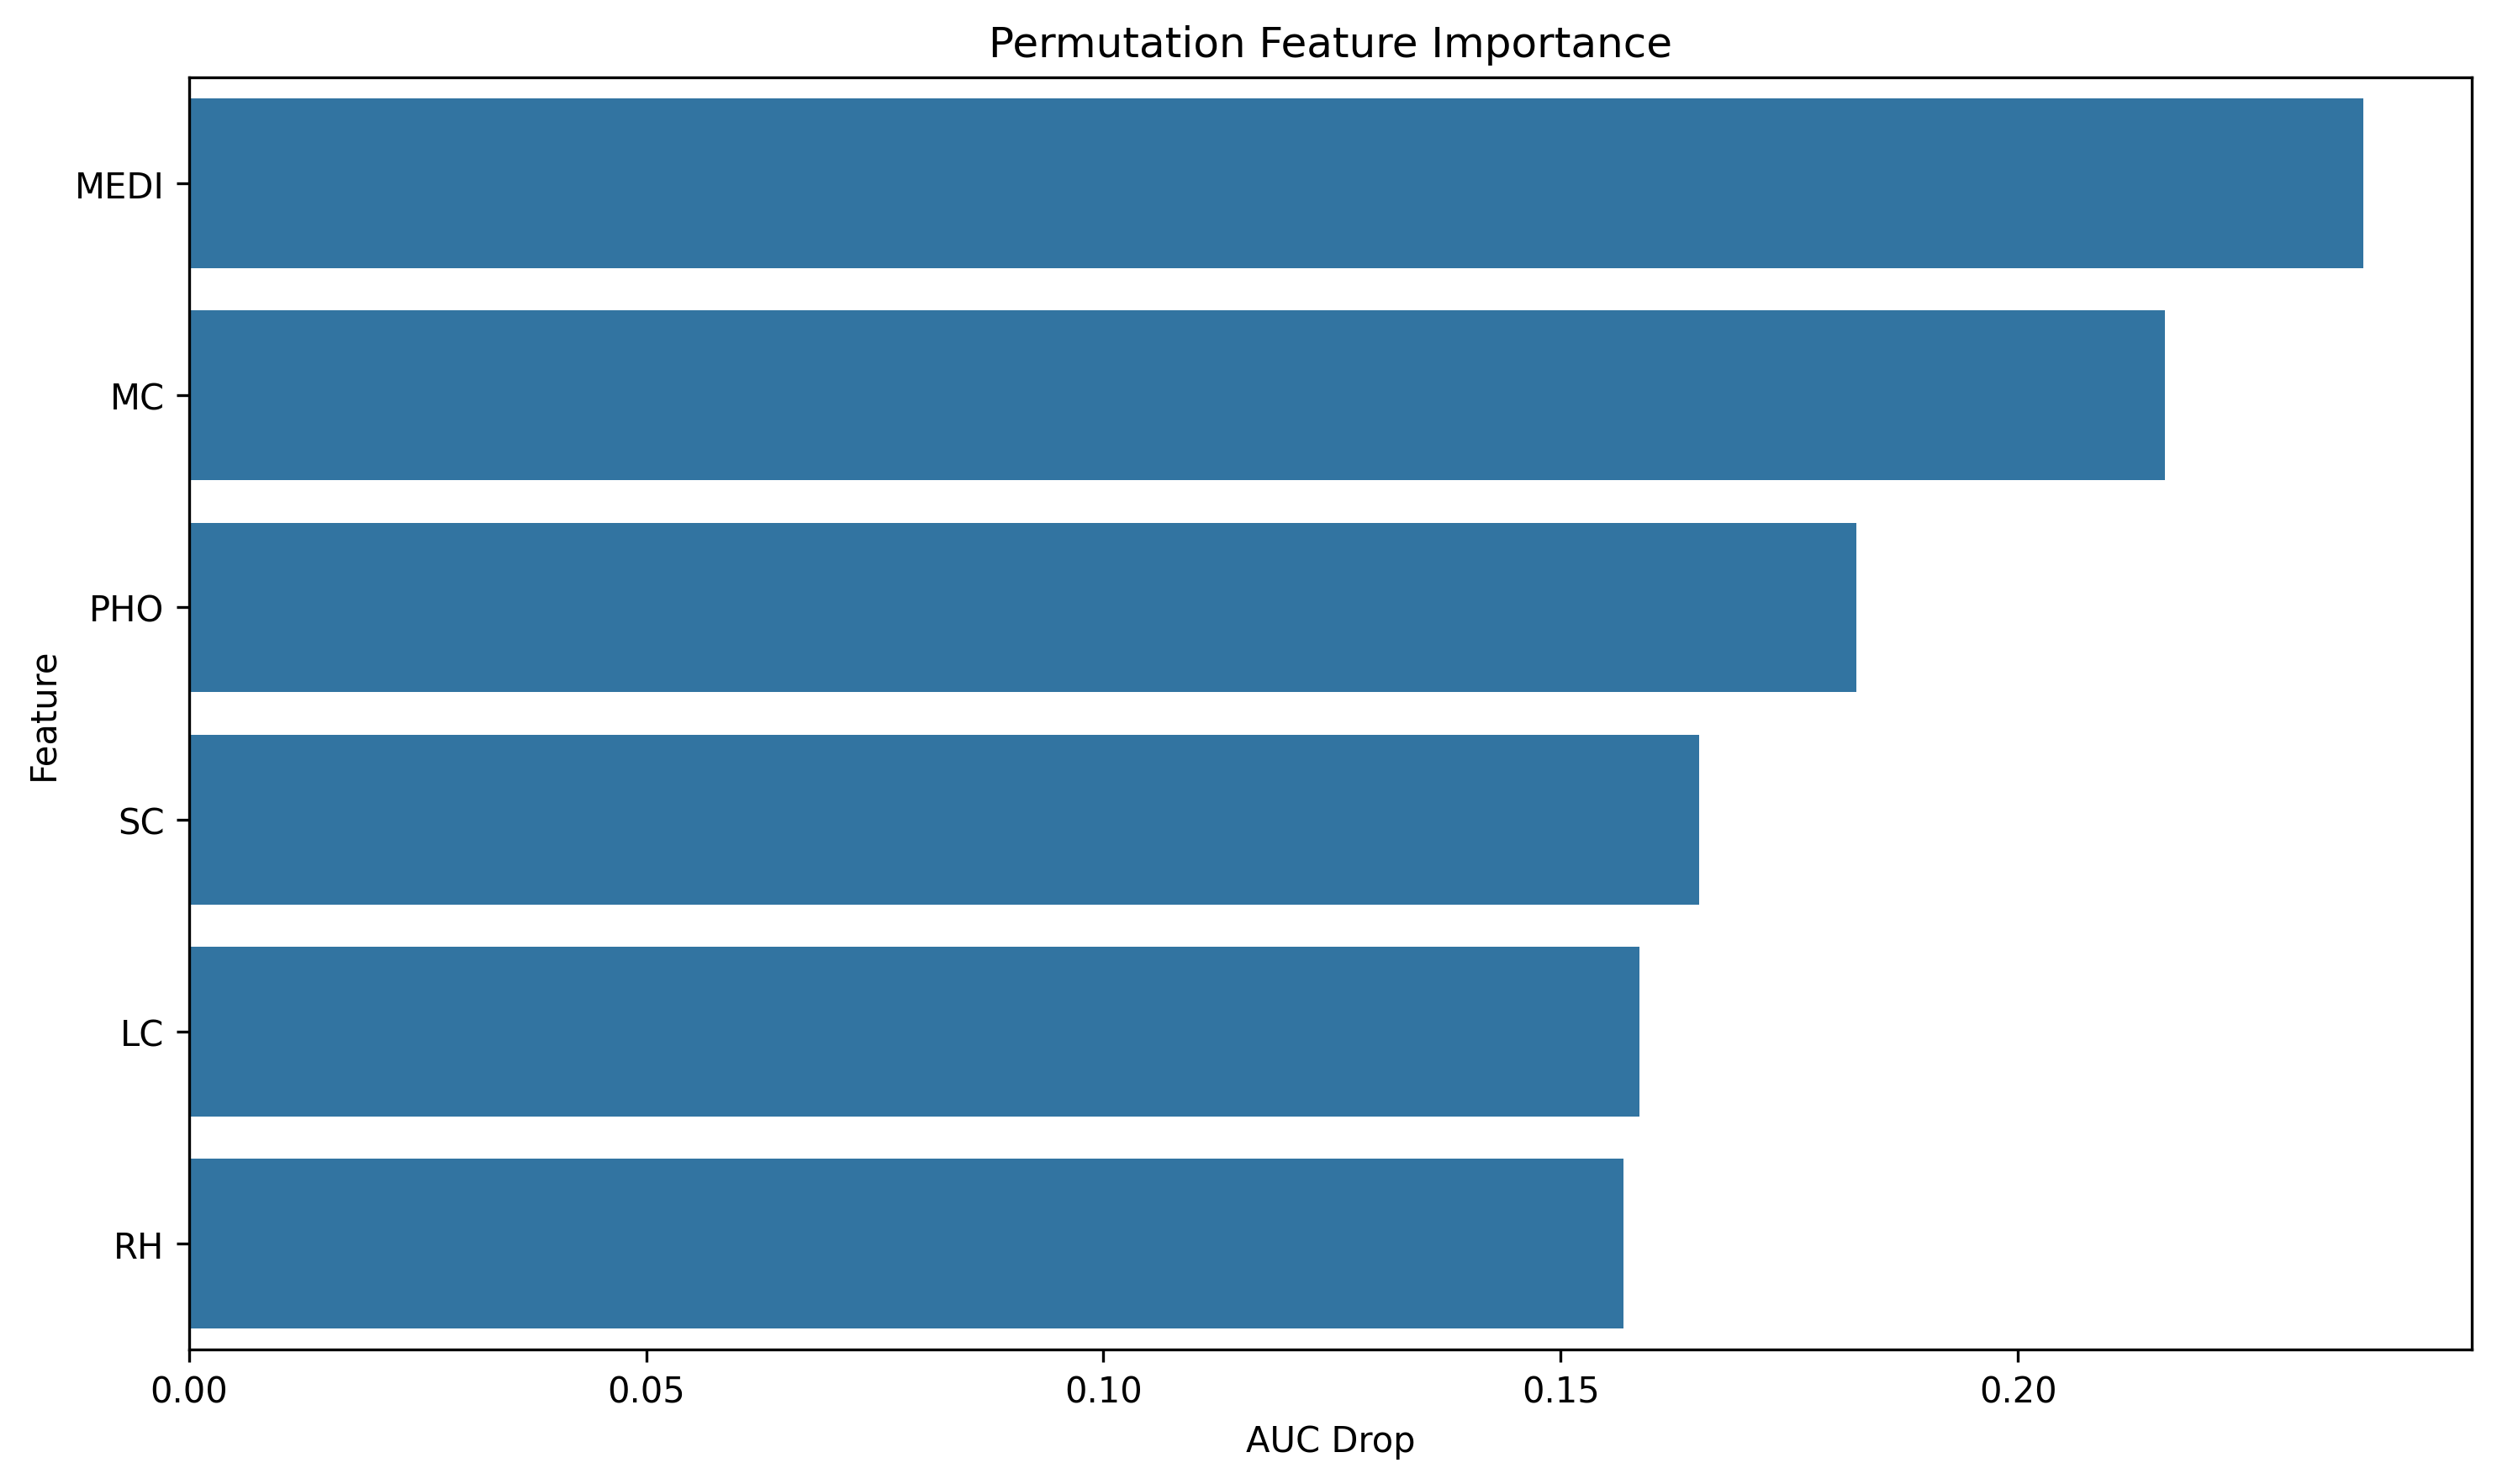 Permutation Feature Importance
MEDI
MC
PHO
SC
LC
RH
Feature
0.00 0.05 0.10 0.15 0.20
AUC Drop